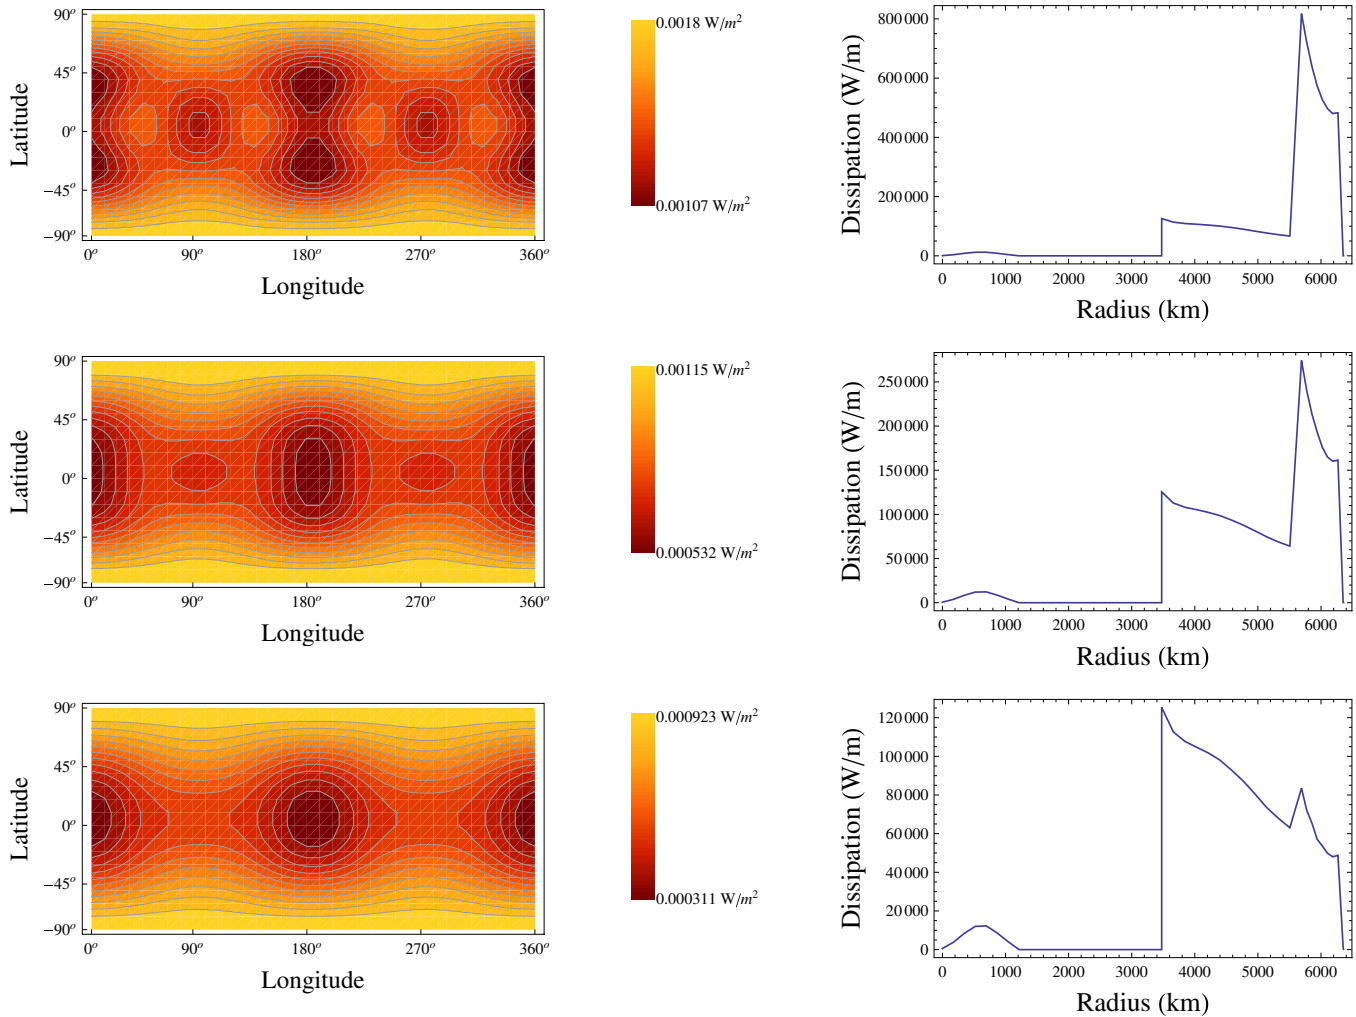 90°
45°
0°
−45°
−90°
Latitude
0° 90° 180° 270° 360°
Longitude
0.0018 W/m²
0.00107 W/m²
800 000
600 000
400 000
200 000
0
Dissipation (W/m)
0 1000 2000 3000 4000 5000 6000
Radius (km)
90°
45°
0°
−45°
−90°
Latitude
0° 90° 180° 270° 360°
Longitude
0.00115 W/m²
0.000532 W/m²
250 000
200 000
150 000
100 000
50 000
0
Dissipation (W/m)
0 1000 2000 3000 4000 5000 6000
Radius (km)
90°
45°
0°
−45°
−90°
Latitude
0° 90° 180° 270° 360°
Longitude
0.000923 W/m²
0.000311 W/m²
120 000
100 000
80 000
60 000
40 000
20 000
0
Dissipation (W/m)
0 1000 2000 3000 4000 5000 6000
Radius (km)